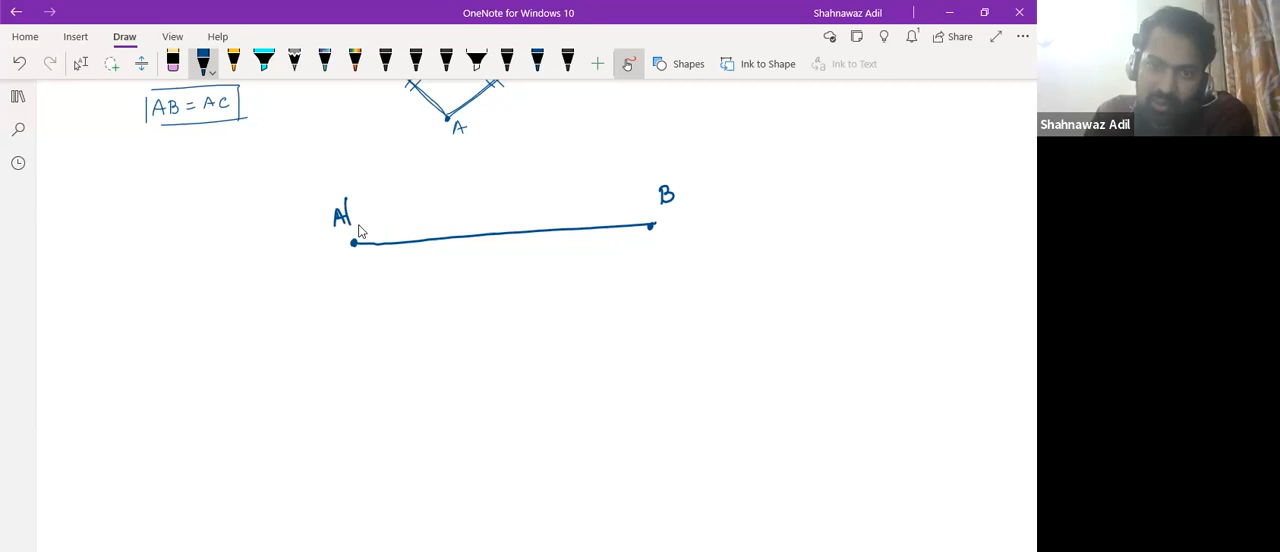 OneNote for Windows 10
Shahnawaz Adil
Home Insert Draw View Help
1
Share
Shapes
Ink to Shape
Ink to Text
Shahnawaz Adil
AB = AC
A
A(
B